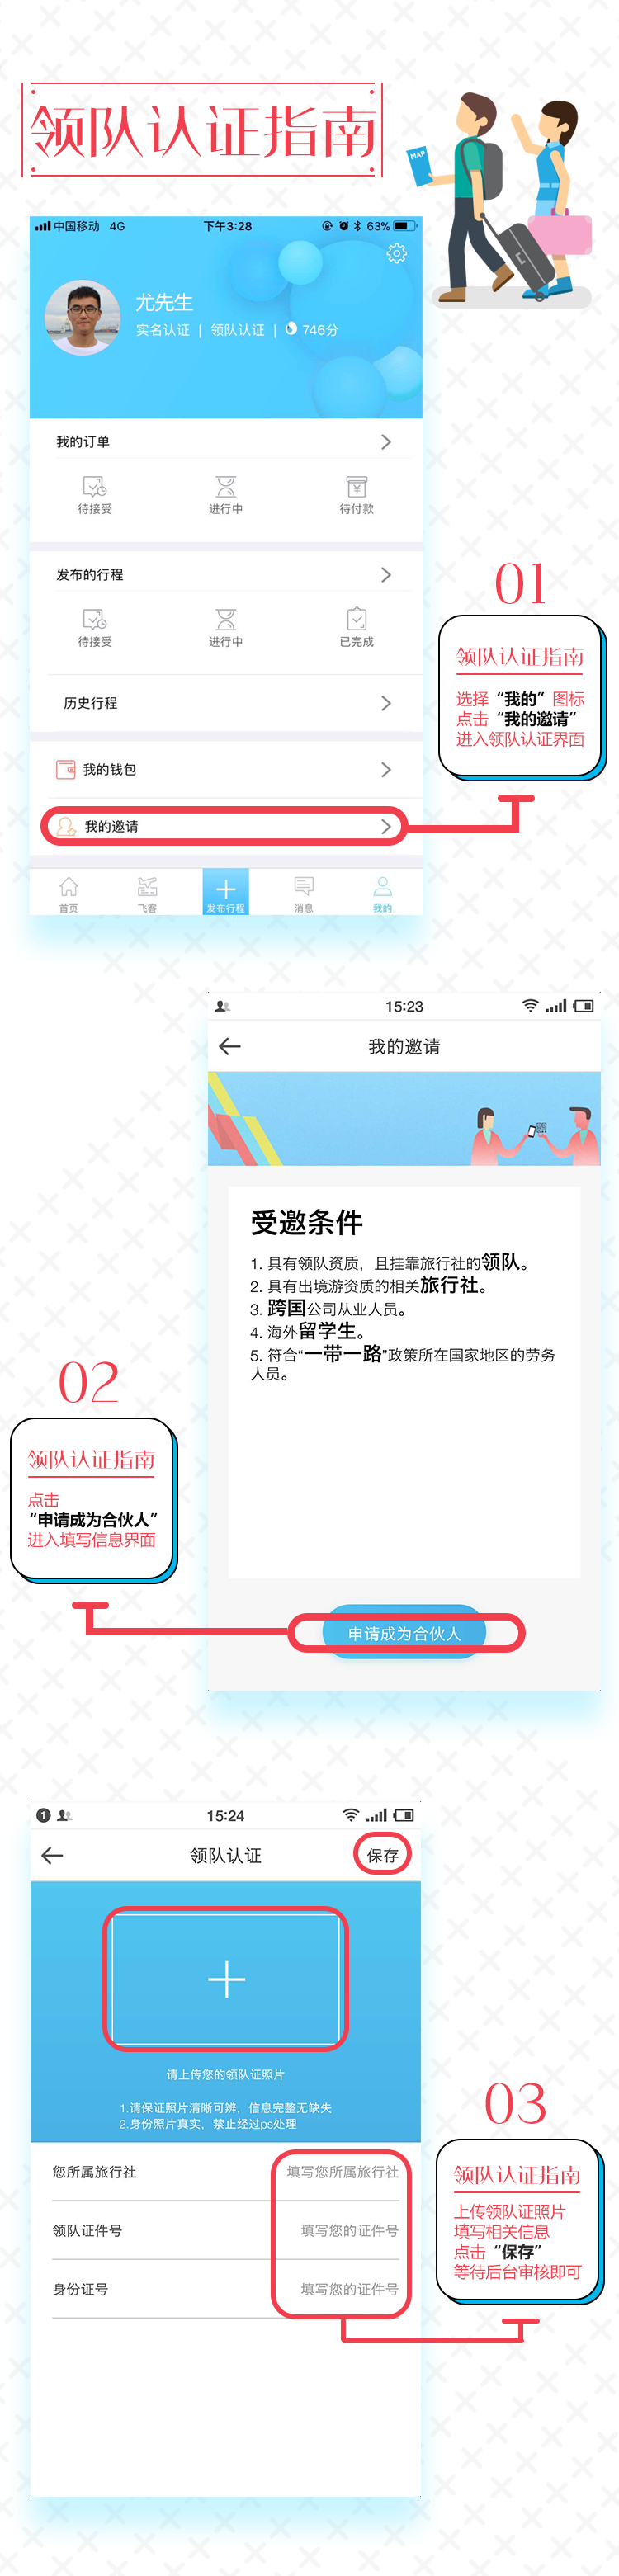 领队认证指南
MAP
中国移动 4G 下午3:28 63%
尤先生
实名认证 | 领队认证 | 746分
我的订单
待接受 进行中 待付款
发布的行程
待接受 进行中 已完成
历史行程
我的钱包
我的邀请
首页 飞客 发布行程 消息 我的
01
领队认证指南
选择“我的”图标
点击“我的邀请”
进入领队认证界面
15:23
我的邀请
受邀条件
1. 具有领队资质，且挂靠旅行社的领队。
2. 具有出境游资质的相关旅行社。
3. 跨国公司从业人员。
4. 海外留学生。
5. 符合“一带一路”政策所在国家地区的劳务
人员。
申请成为合伙人
02
领队认证指南
点击
“申请成为合伙人”
进入填写信息界面
1 15:24
领队认证 保存
请上传您的领队证照片
1.请保证照片清晰可辨，信息完整无缺失
2.身份照片真实，禁止经过ps处理
您所属旅行社 填写您所属旅行社
领队证件号 填写您的证件号
身份证号 填写您的证件号
03
领队认证指南
上传领队证照片
填写相关信息
点击“保存”
等待后台审核即可